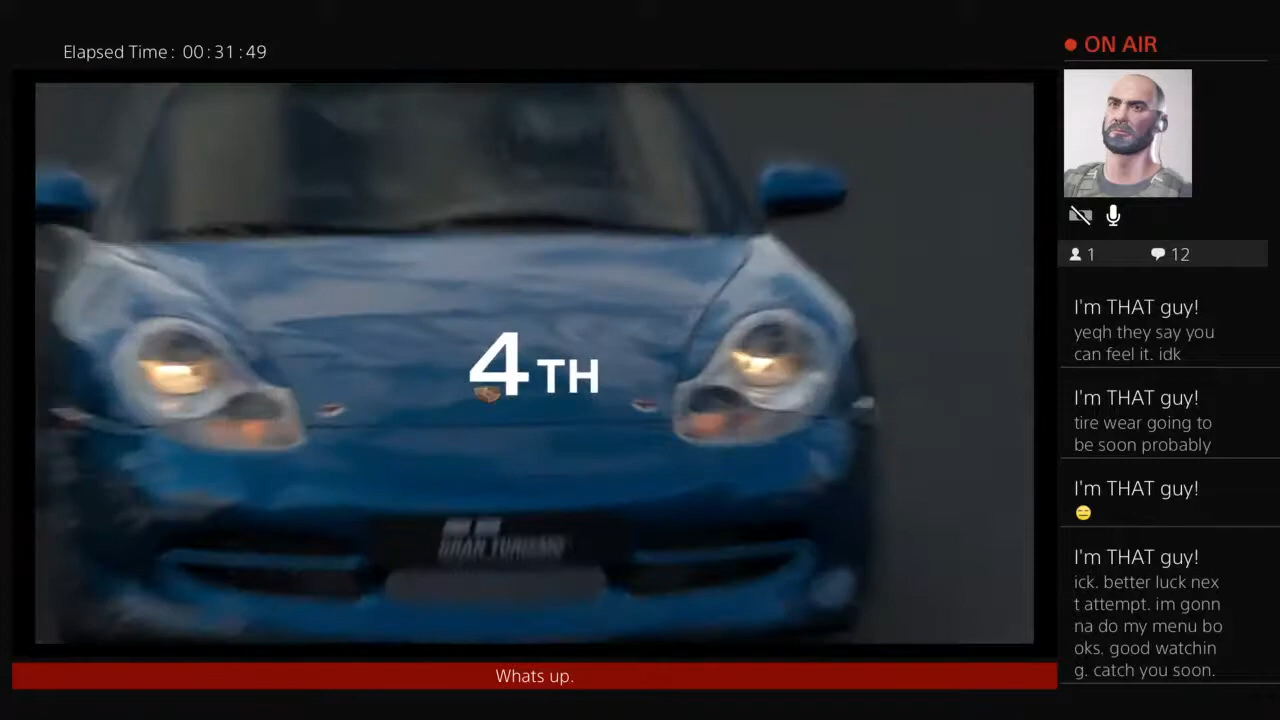 Elapsed Time: 00:31:49
ON AIR
4TH
GRAN TURISMO
Whats up.
1
12
I'm THAT guy!
yeqh they say you
can feel it. idk
I'm THAT guy!
tire wear going to
be soon probably
I'm THAT guy!
😑
I'm THAT guy!
ick. better luck nex
t attempt. im gonn
na do my menu bo
oks. good watchin
g. catch you soon.